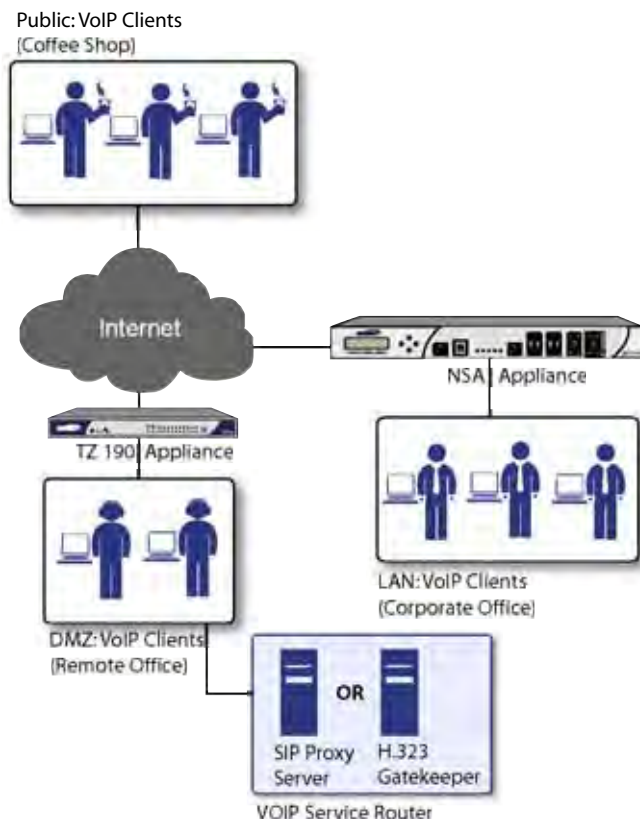 Public: VoIP Clients
(Coffee Shop)
Internet
NSA Appliance
TZ 190 Appliance
LAN: VoIP Clients
(Corporate Office)
DMZ: VoIP Clients
(Remote Office)
OR
SIP Proxy
Server
H.323
Gatekeeper
VOIP Service Router